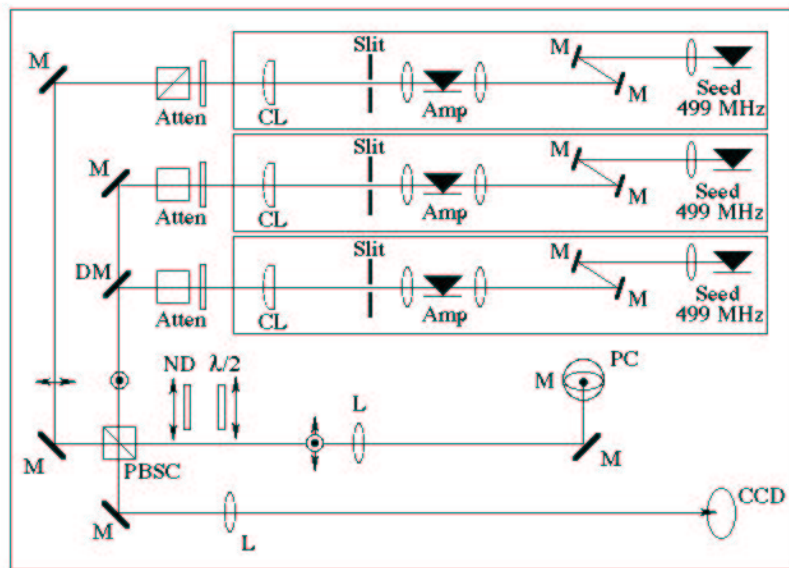 M
Atten
CL
Slit
Amp
M
M
Seed
499 MHz
M
Atten
CL
Slit
Amp
M
M
Seed
499 MHz
DM
Atten
CL
Slit
Amp
M
M
Seed
499 MHz
ND
λ/2
L
M
PC
M
PBSC
M
M
L
CCD